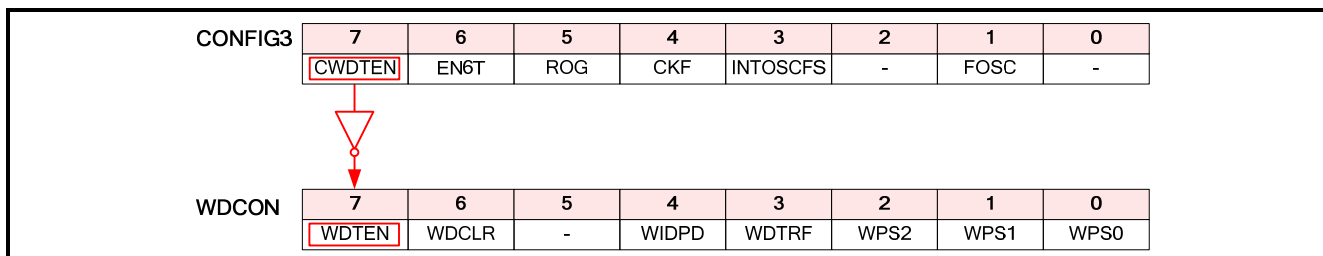 CONFIG3 7 6 5 4 3 2 1 0
CWDTEN EN6T ROG CKF INTOSCFS - FOSC -
WDCON 7 6 5 4 3 2 1 0
WDTEN WDCLR - WIDPD WDTRF WPS2 WPS1 WPS0